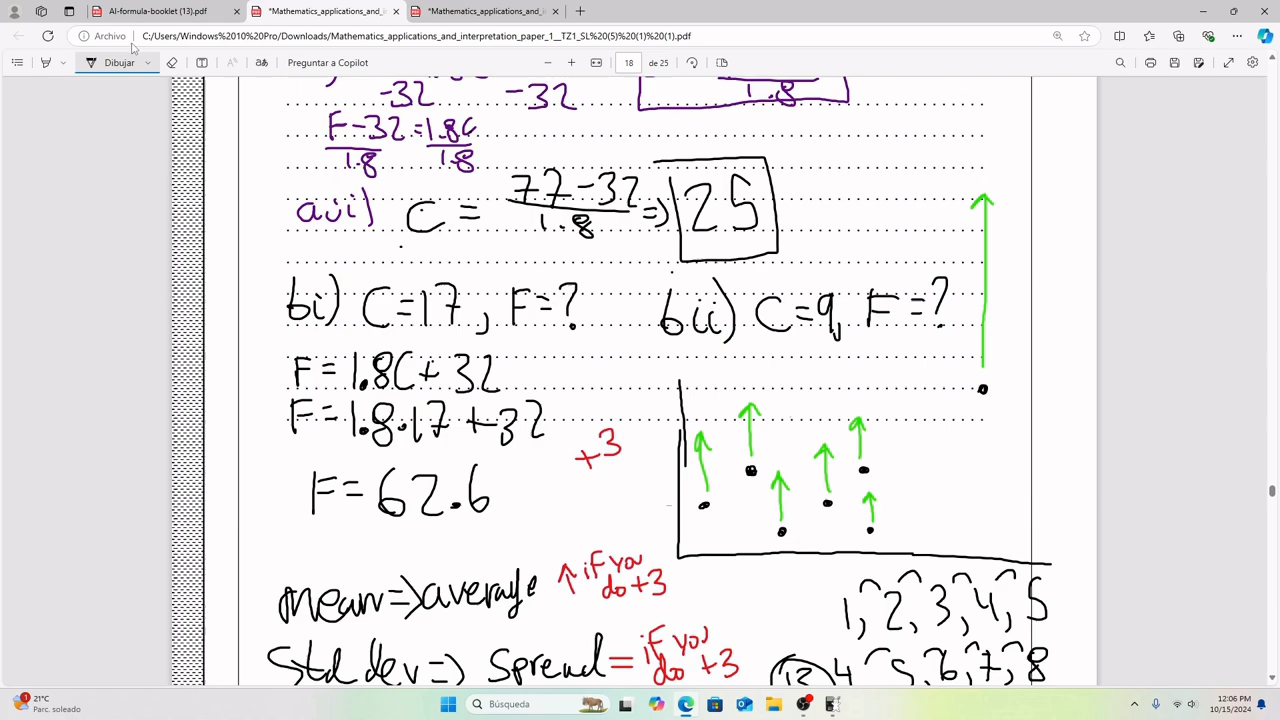 AI-formula-booklet (13).pdf
*Mathematics_applications_and_i
*Mathematics_applications_and_in
Archivo
C:/Users/Windows%2010%20Pro/Downloads/Mathematics_applications_and_interpretation_paper_1__TZ1_SL%20(5)%20(1)%20(1).pdf
Dibujar
Preguntar a Copilot
18
de 25
-32 -32
1.8
F-32 = 1.8C
1.8 1.8
aii) C = 77-32 => 25
1.8
bi) C=17, F=?
bii) C=9, F=?
F = 1.8C + 32
F = 1.8·17 + 32
+3
F = 62.6
mean => average ↑ if you do +3
1, 2, 3, 4, 5
Std dev => Spread = if you do +3
4, 5, 6, 7, 8
1
21°C
Parc. soleado
Búsqueda
12:06 PM
10/15/2024